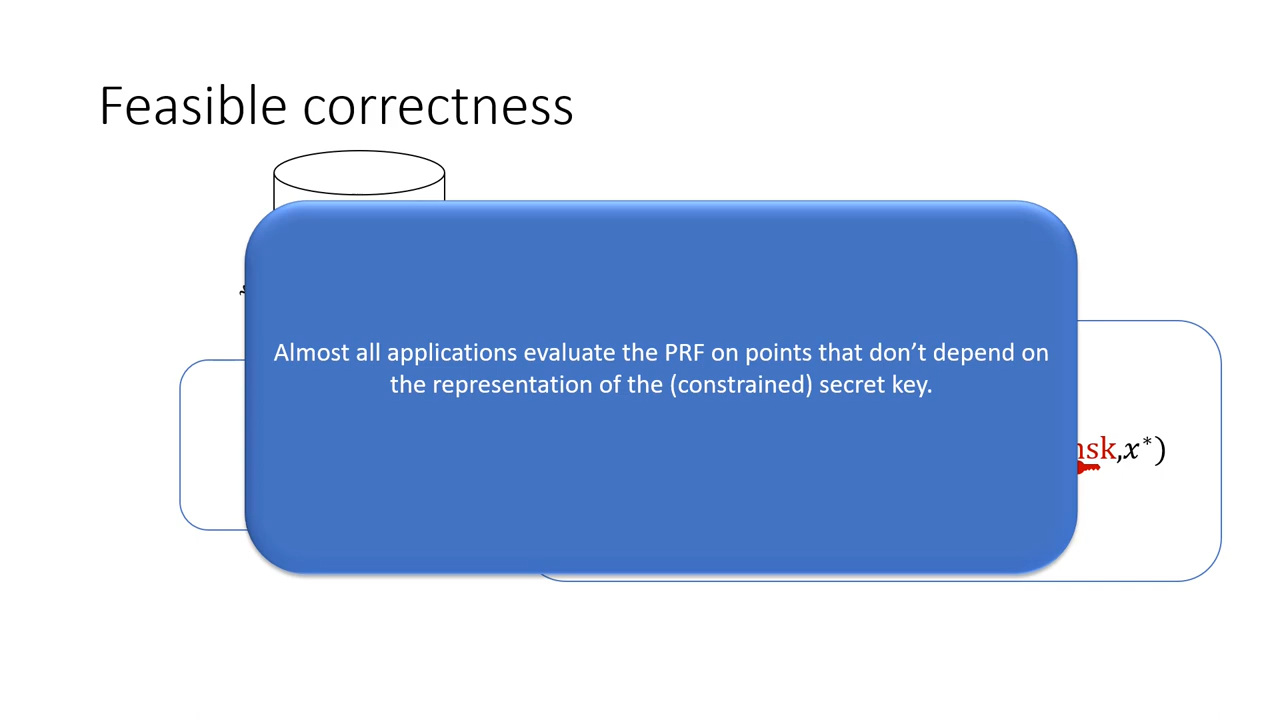 Feasible correctness
Almost all applications evaluate the PRF on points that don’t depend on
the representation of the (constrained) secret key.
sk,x*)